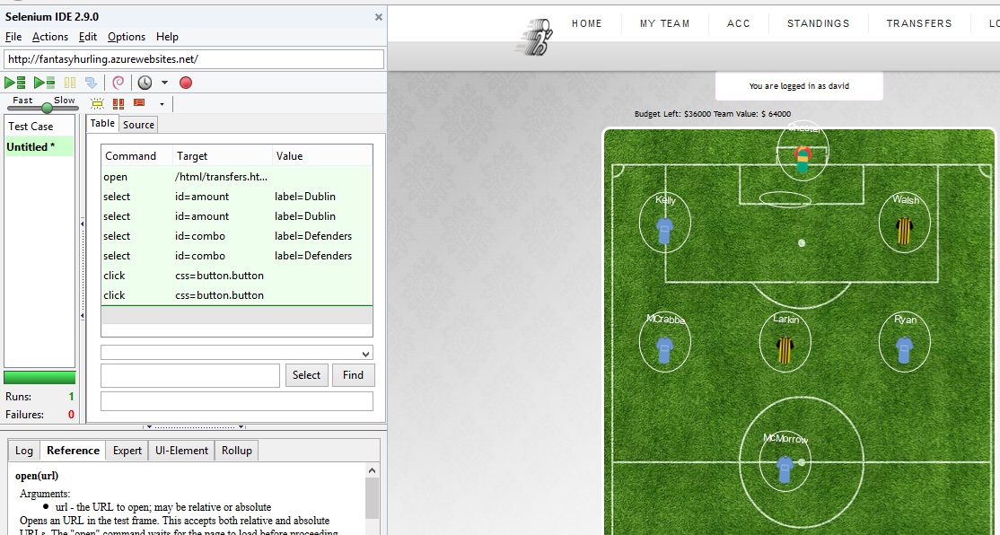 Selenium IDE 2.9.0
File Actions Edit Options Help
http://fantasyhurling.azurewebsites.net/
Fast Slow
Test Case
Untitled *
Runs: 1
Failures: 0
Table Source
Command Target Value
open /html/transfers.ht...
select id=amount label=Dublin
select id=amount label=Dublin
select id=combo label=Defenders
select id=combo label=Defenders
click css=button.button
click css=button.button
Select Find
Log Reference Expert UI-Element Rollup
open(url)
Arguments:
url - the URL to open; may be relative or absolute
Opens an URL in the test frame. This accepts both relative and absolute
URLs. The "open" command waits for the page to load before proceeding,
HOME MY TEAM ACC STANDINGS TRANSFERS LO
You are logged in as david
Budget Left: $36000 Team Value: $ 64000
Kelly
Walsh
McCrabbe
Larkin
Ryan
McMorrow